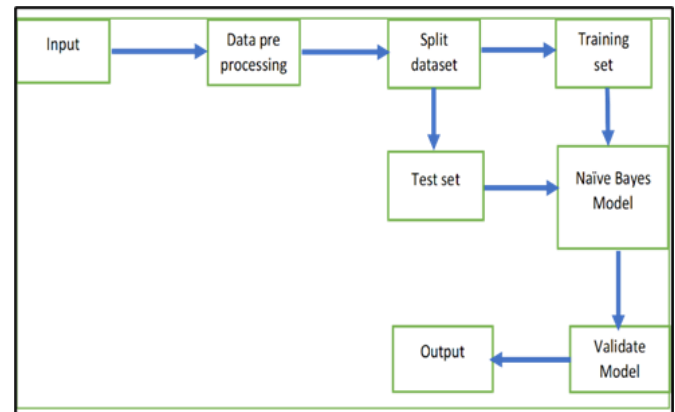 Input
Data pre
processing
Split
dataset
Training
set
Test set
Naïve Bayes
Model
Output
Validate
Model